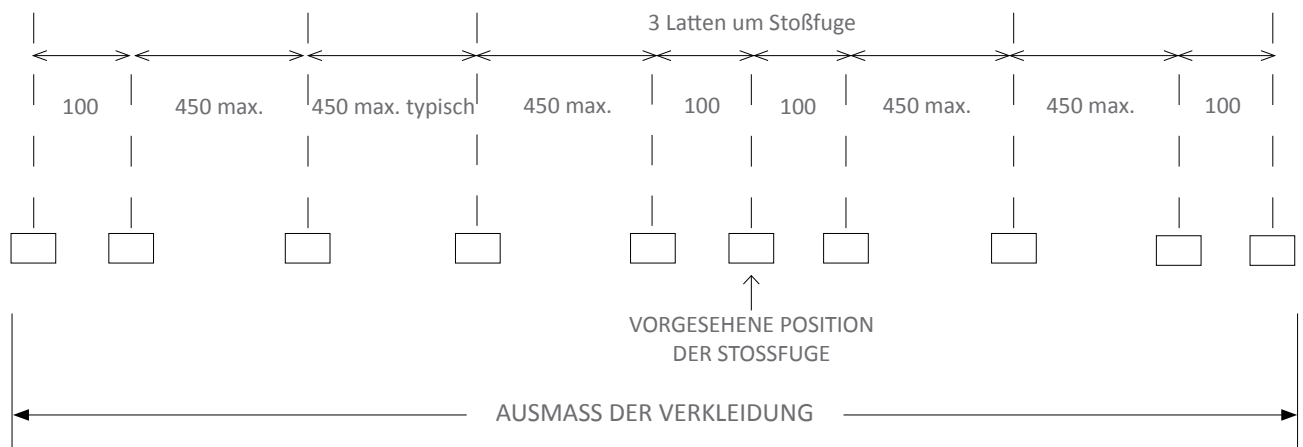 3 Latten um Stoßfuge
100 450 max. 450 max. typisch 450 max. 100 100 450 max. 450 max. 100
VORGESEHENE POSITION
DER STOSSFUGE
AUSMASS DER VERKLEIDUNG